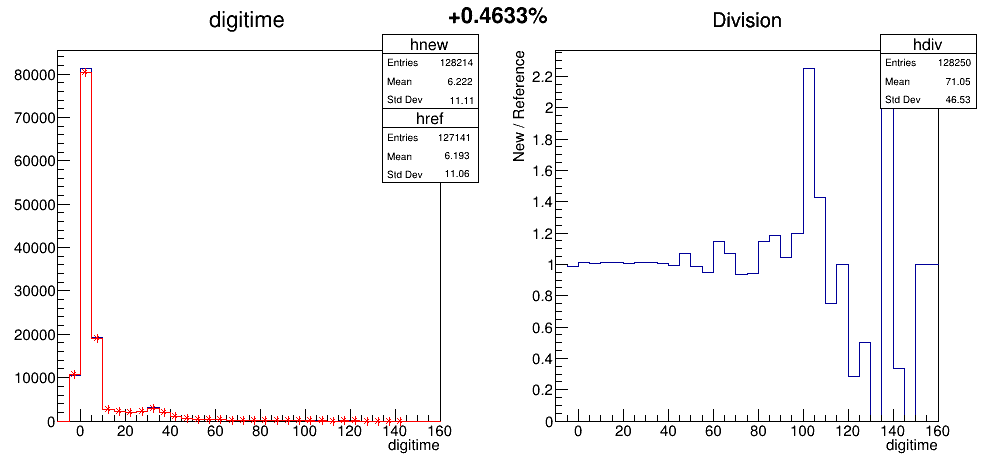 digitime
+0.4633%
Division
hnew
Entries 128214
Mean 6.222
Std Dev 11.11
href
Entries 127141
Mean 6.193
Std Dev 11.06
80000
70000
60000
50000
40000
30000
20000
10000
0
0 20 40 60 80 100 120 140 160
digitime
hdiv
Entries 128250
Mean 71.05
Std Dev 46.53
New / Reference
2.2
2
1.8
1.6
1.4
1.2
1
0.8
0.6
0.4
0.2
0
0 20 40 60 80 100 120 140 160
digitime